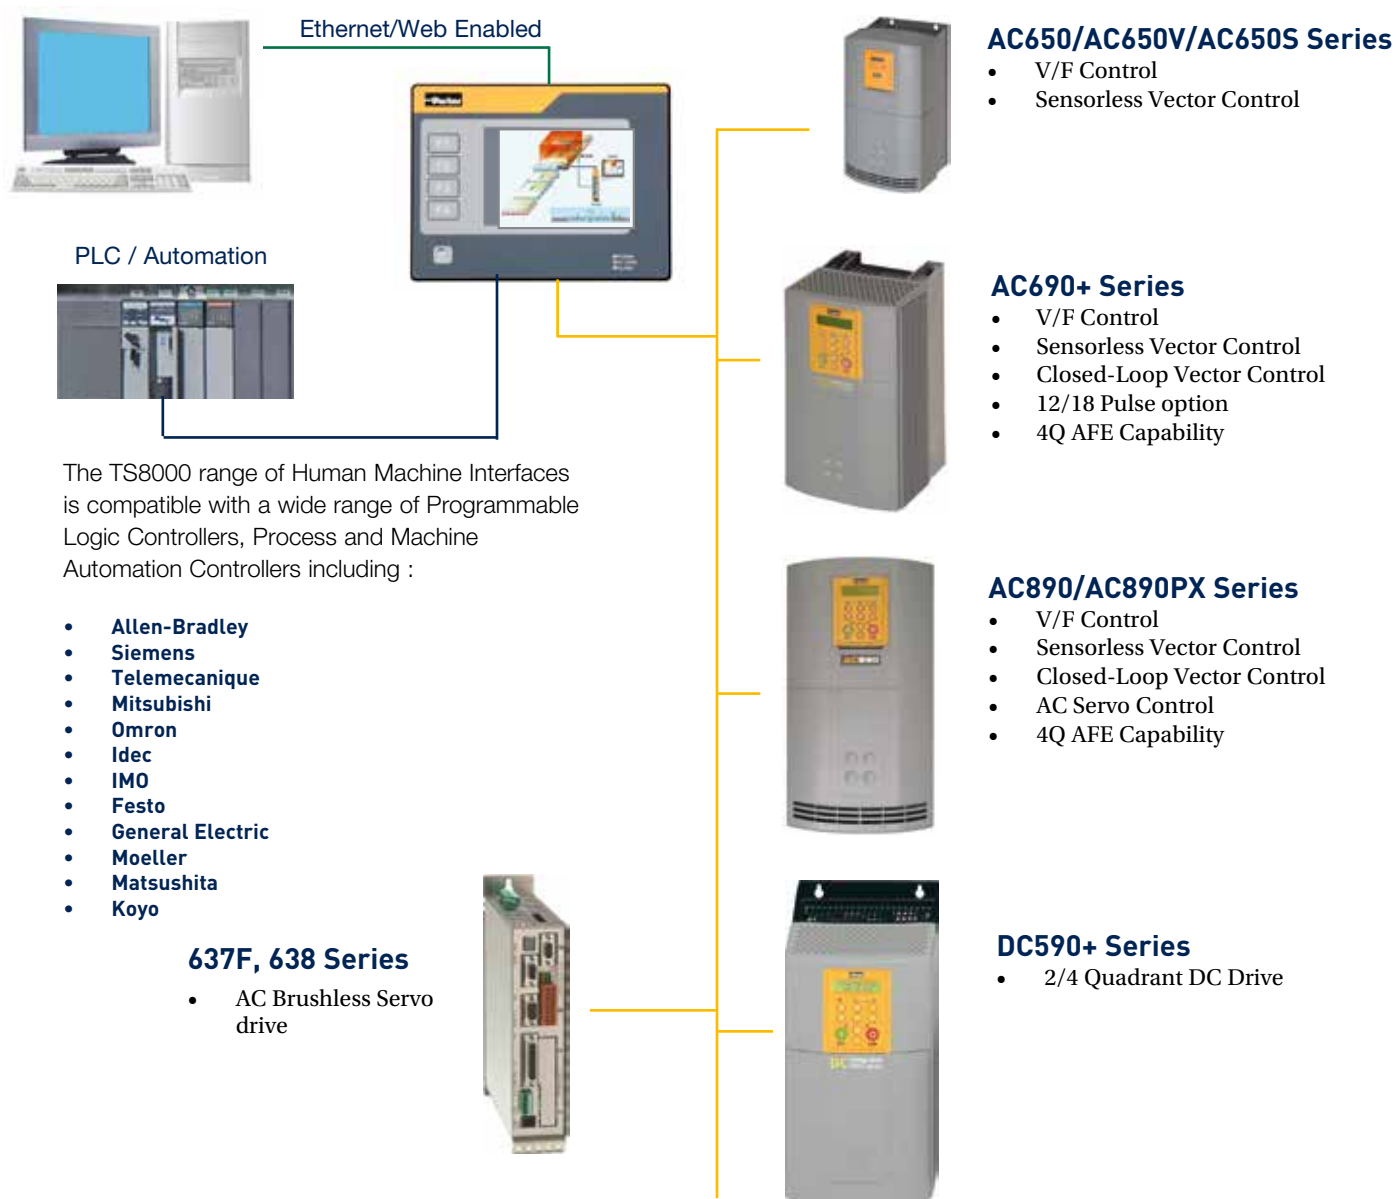 Ethernet/Web Enabled
Parker
PLC / Automation
The TS8000 range of Human Machine Interfaces
is compatible with a wide range of Programmable
Logic Controllers, Process and Machine
Automation Controllers including :
• Allen-Bradley
• Siemens
• Telemecanique
• Mitsubishi
• Omron
• Idec
• IMO
• Festo
• General Electric
• Moeller
• Matsushita
• Koyo
637F, 638 Series
• AC Brushless Servo
drive
AC650/AC650V/AC650S Series
• V/F Control
• Sensorless Vector Control
AC690+ Series
• V/F Control
• Sensorless Vector Control
• Closed-Loop Vector Control
• 12/18 Pulse option
• 4Q AFE Capability
AC890/AC890PX Series
• V/F Control
• Sensorless Vector Control
• Closed-Loop Vector Control
• AC Servo Control
• 4Q AFE Capability
DC590+ Series
• 2/4 Quadrant DC Drive